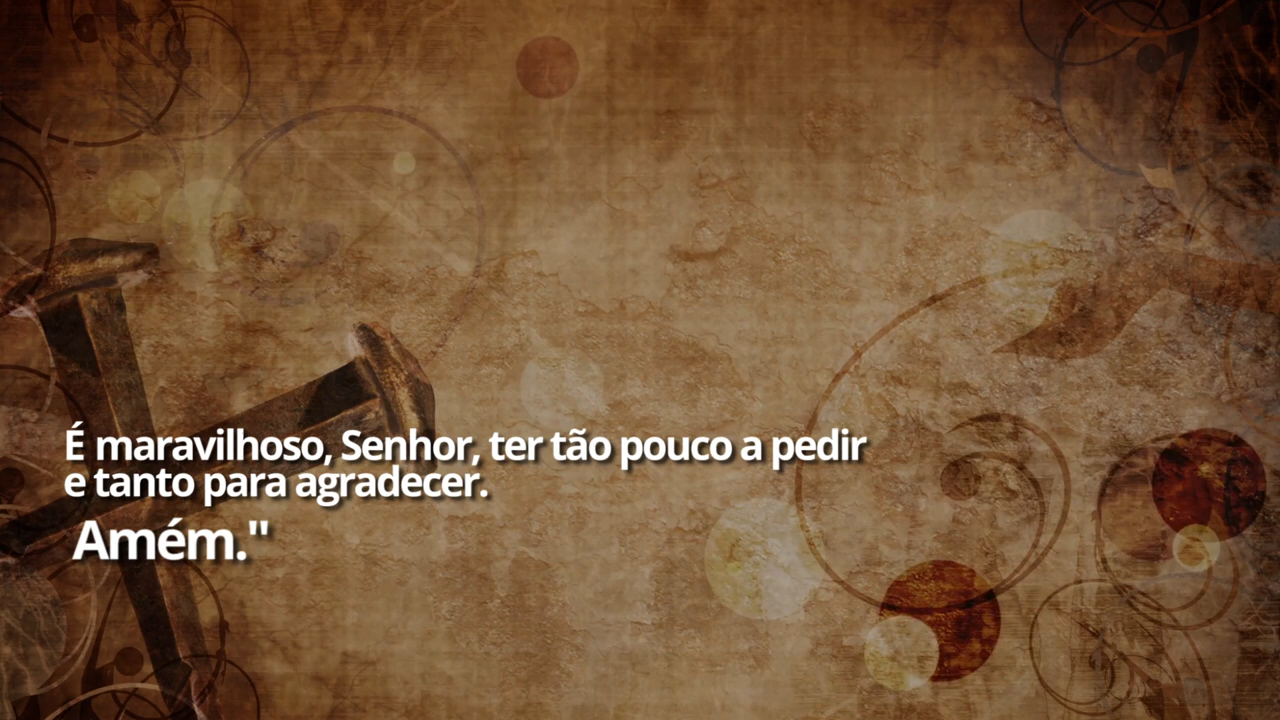 É maravilhoso, Senhor, ter tão pouco a pedir
e tanto para agradecer.
Amém."